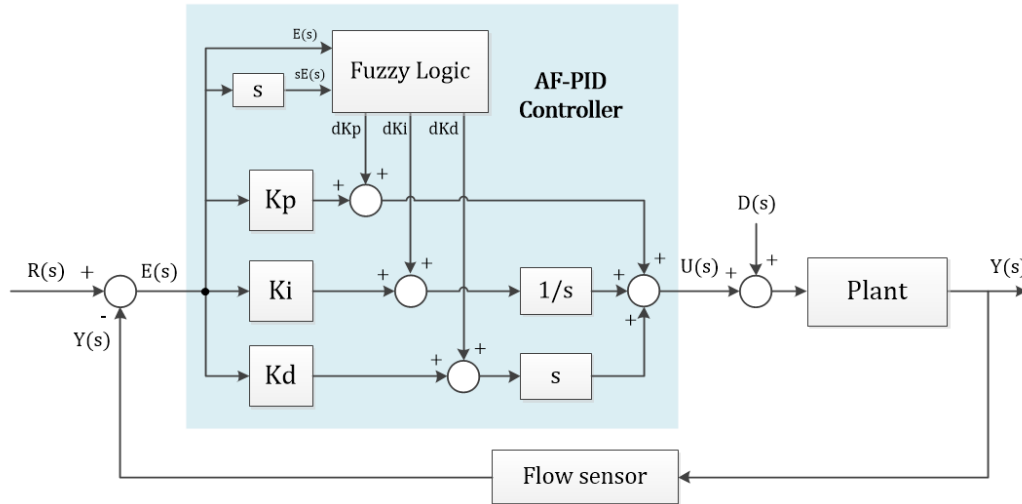 E(s)
sE(s)
s
Fuzzy Logic
AF-PID
Controller
dKp
dKi
dKd
+
+
Kp
D(s)
R(s)
+
E(s)
+
+
Ki
+
1/s
+
+
U(s)
+
+
Plant
Y(s)
-
Y(s)
+
+
Kd
s
+
Flow sensor